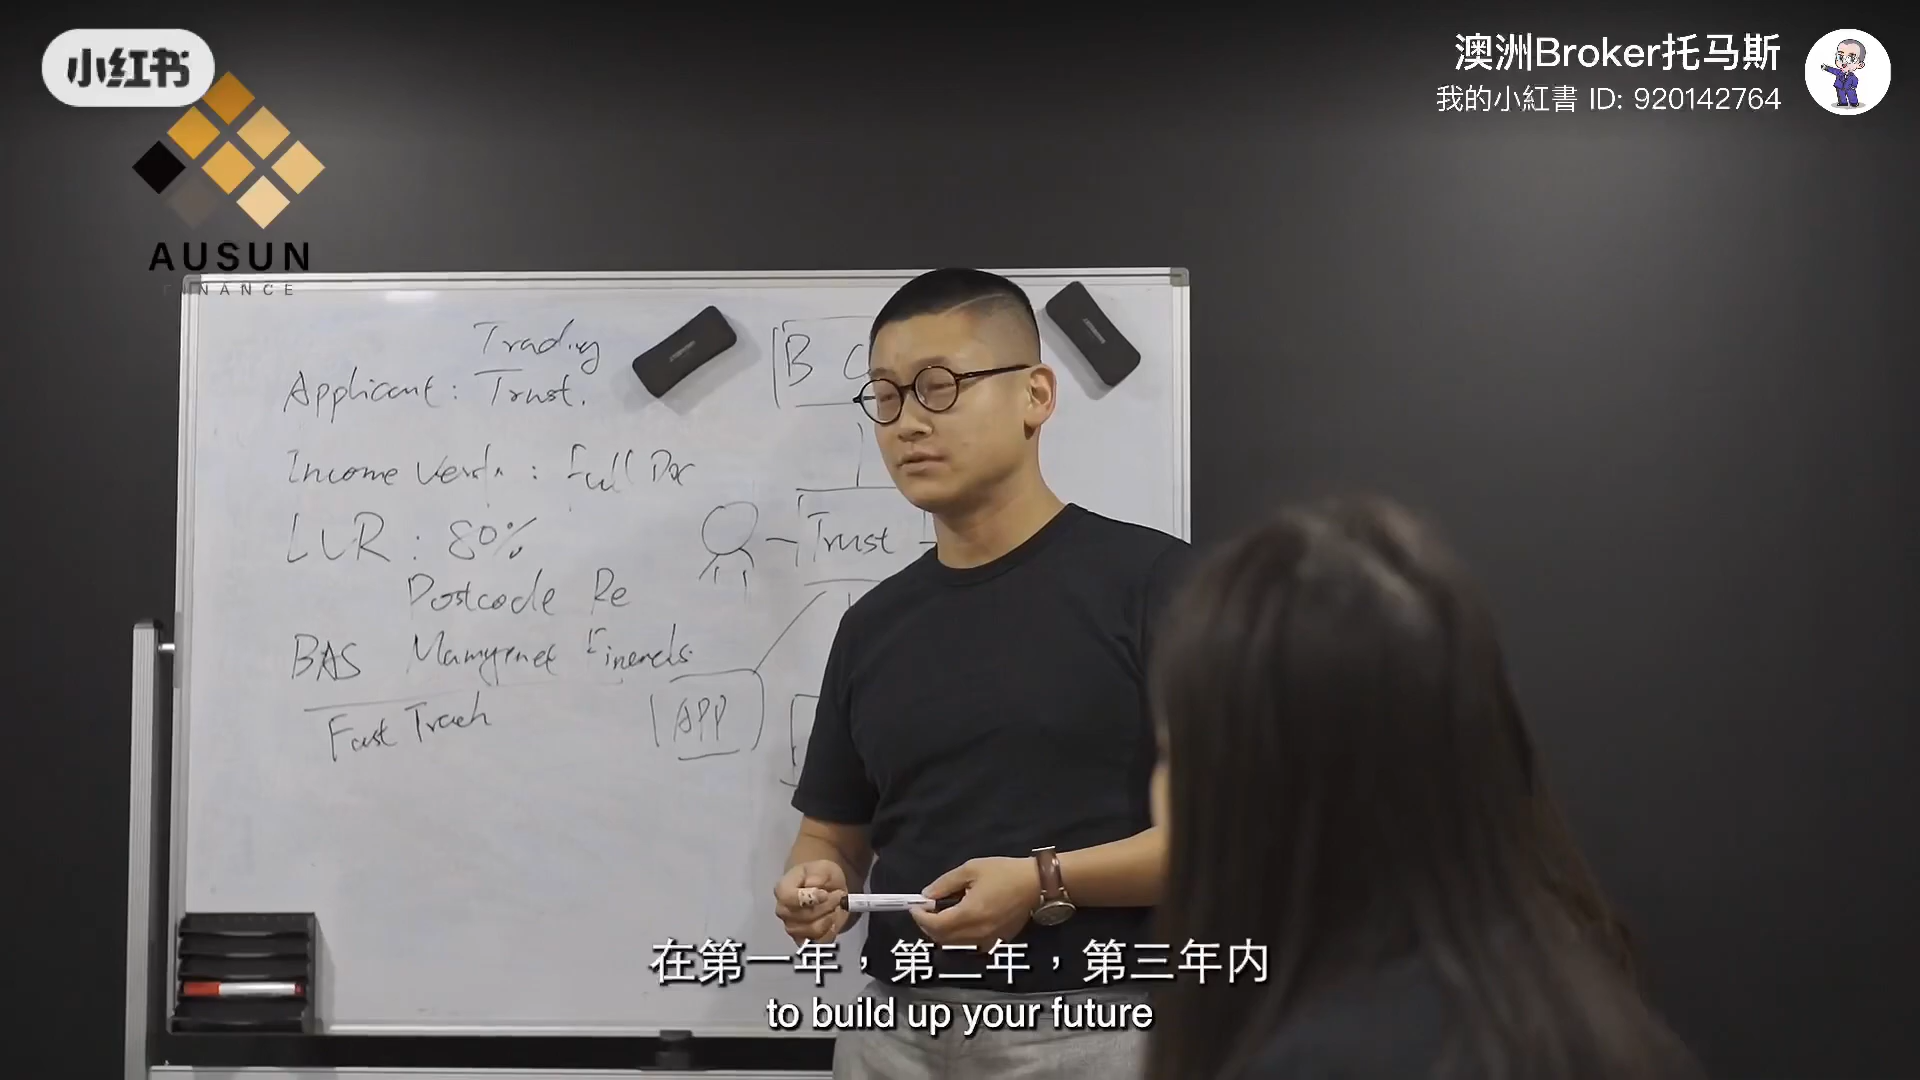 小红书
澳洲Broker托马斯
我的小紅書 ID: 920142764
AUSUN
FINANCE
Trading
Applicant: Trust.
Income Verifn : Full Doc
LVR : 80%
Postcode Re
BAS Management Financials
Fast Track
B C
Trust
APP
在第一年，第二年，第三年内
to build up your future